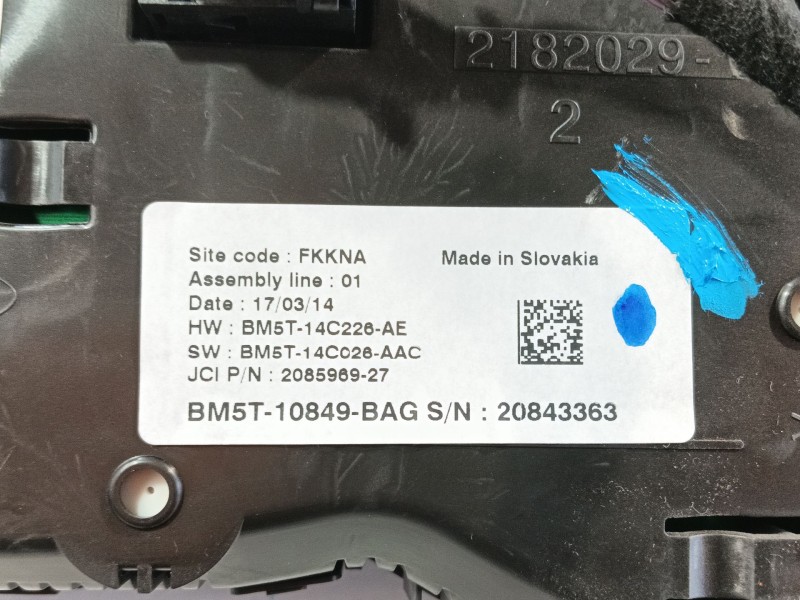 2182029-
2
Site code : FKKNA
Made in Slovakia
Assembly line : 01
Date : 17/03/14
HW : BM5T-14C226-AE
SW : BM5T-14C026-AAC
JCI P/N : 2085969-27
BM5T-10849-BAG S/N : 20843363